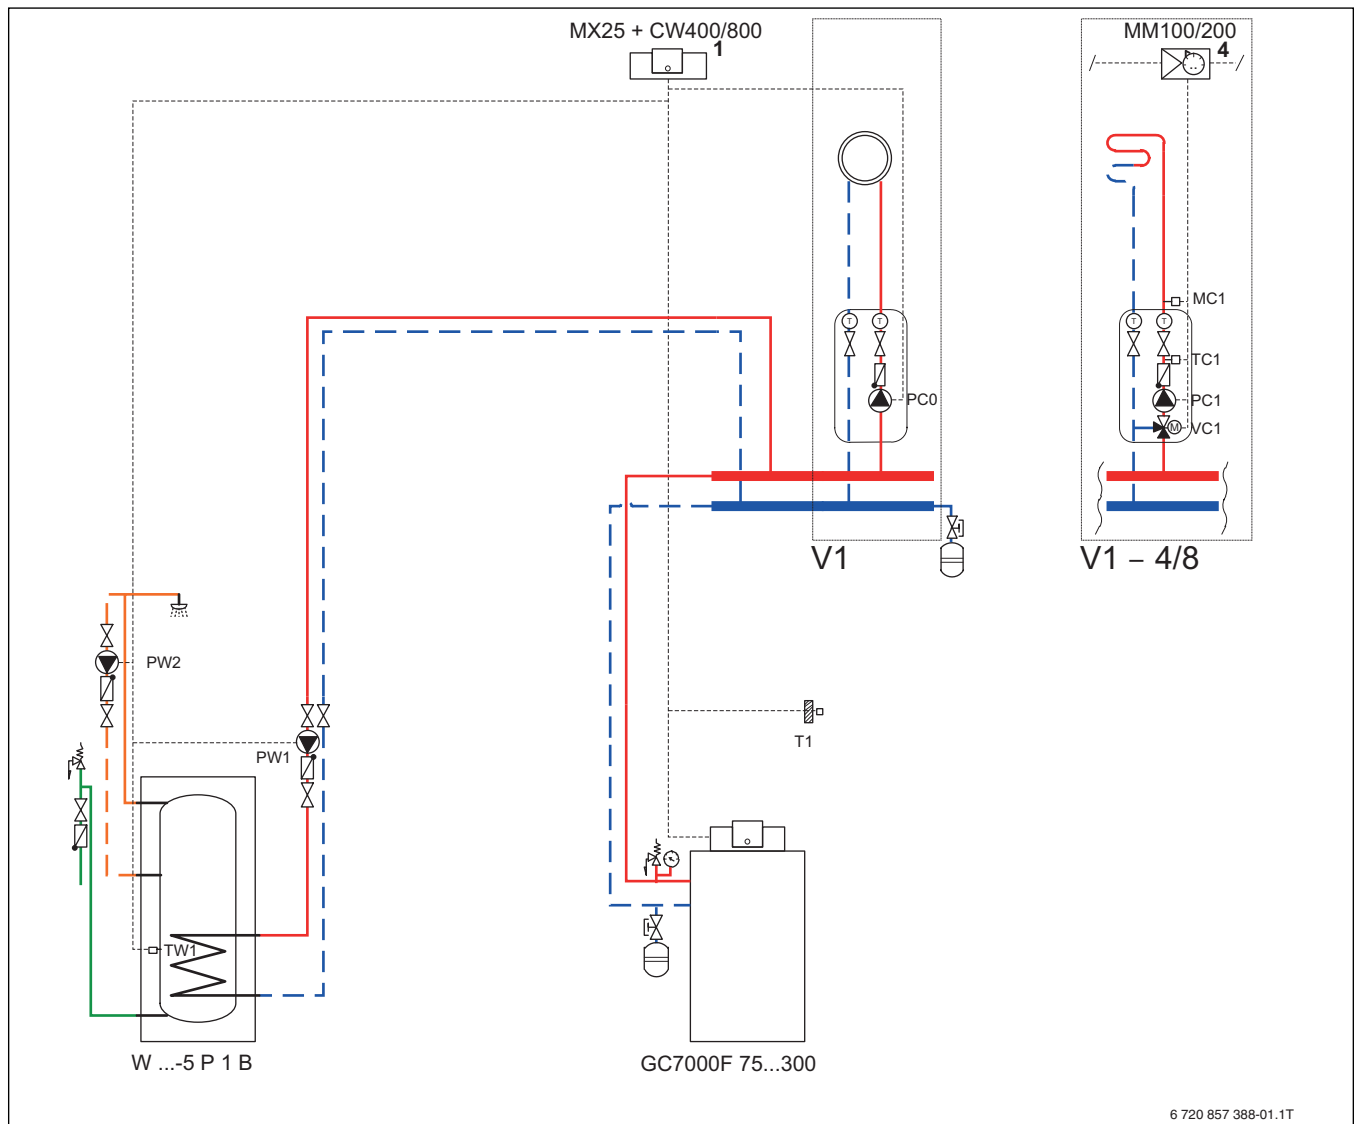 MX25 + CW400/800
1
MM100/200
4
MC1
T T T T
TC1
PC0
PC1
M VC1
V1
V1 – 4/8
PW2
T1
PW1
TW1
W ...-5 P 1 B
GC7000F 75...300
6 720 857 388-01.1T